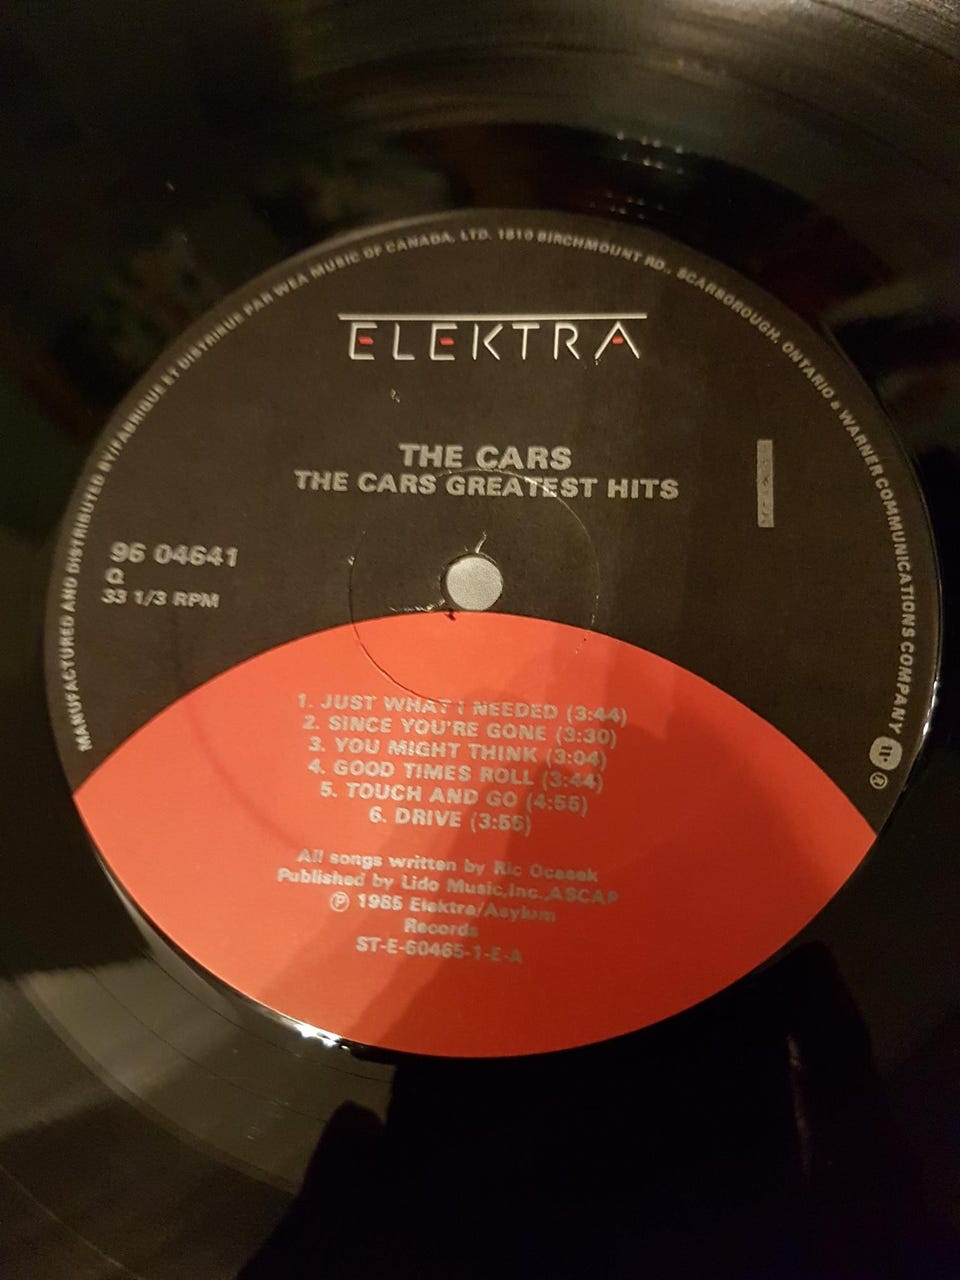 MANUFACTURED AND DISTRIBUTED BY/FABRIQUE ET DISTRIBUE PAR WEA MUSIC OF CANADA, LTD. 1810 BIRCHMOUNT RD., SCARBOROUGH, ONTARIO & WARNER COMMUNICATIONS COMPANY
®
ELEKTRA
THE CARS
THE CARS GREATEST HITS
I
96 04641
Q
33 1/3 RPM
1. JUST WHAT I NEEDED (3:44)
2. SINCE YOU'RE GONE (3:30)
3. YOU MIGHT THINK (3:04)
4. GOOD TIMES ROLL (3:44)
5. TOUCH AND GO (4:55)
6. DRIVE (3:55)
All songs written by Ric Ocasek
Published by Lido Music,Inc.,ASCAP
℗ 1985 Elektra/Asylum
Records
ST-E-60465-1-E-A